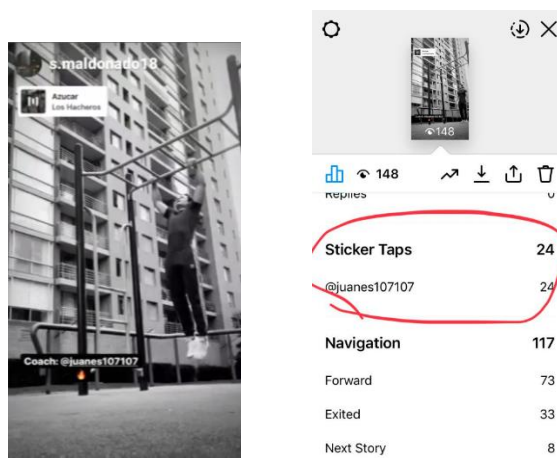 s.maldonado18
Azucar
Los Hacheros
Coach: @juanes107107
148
148
Replies 0
Sticker Taps 24
@juanes107107 24
Navigation 117
Forward 73
Exited 33
Next Story 8